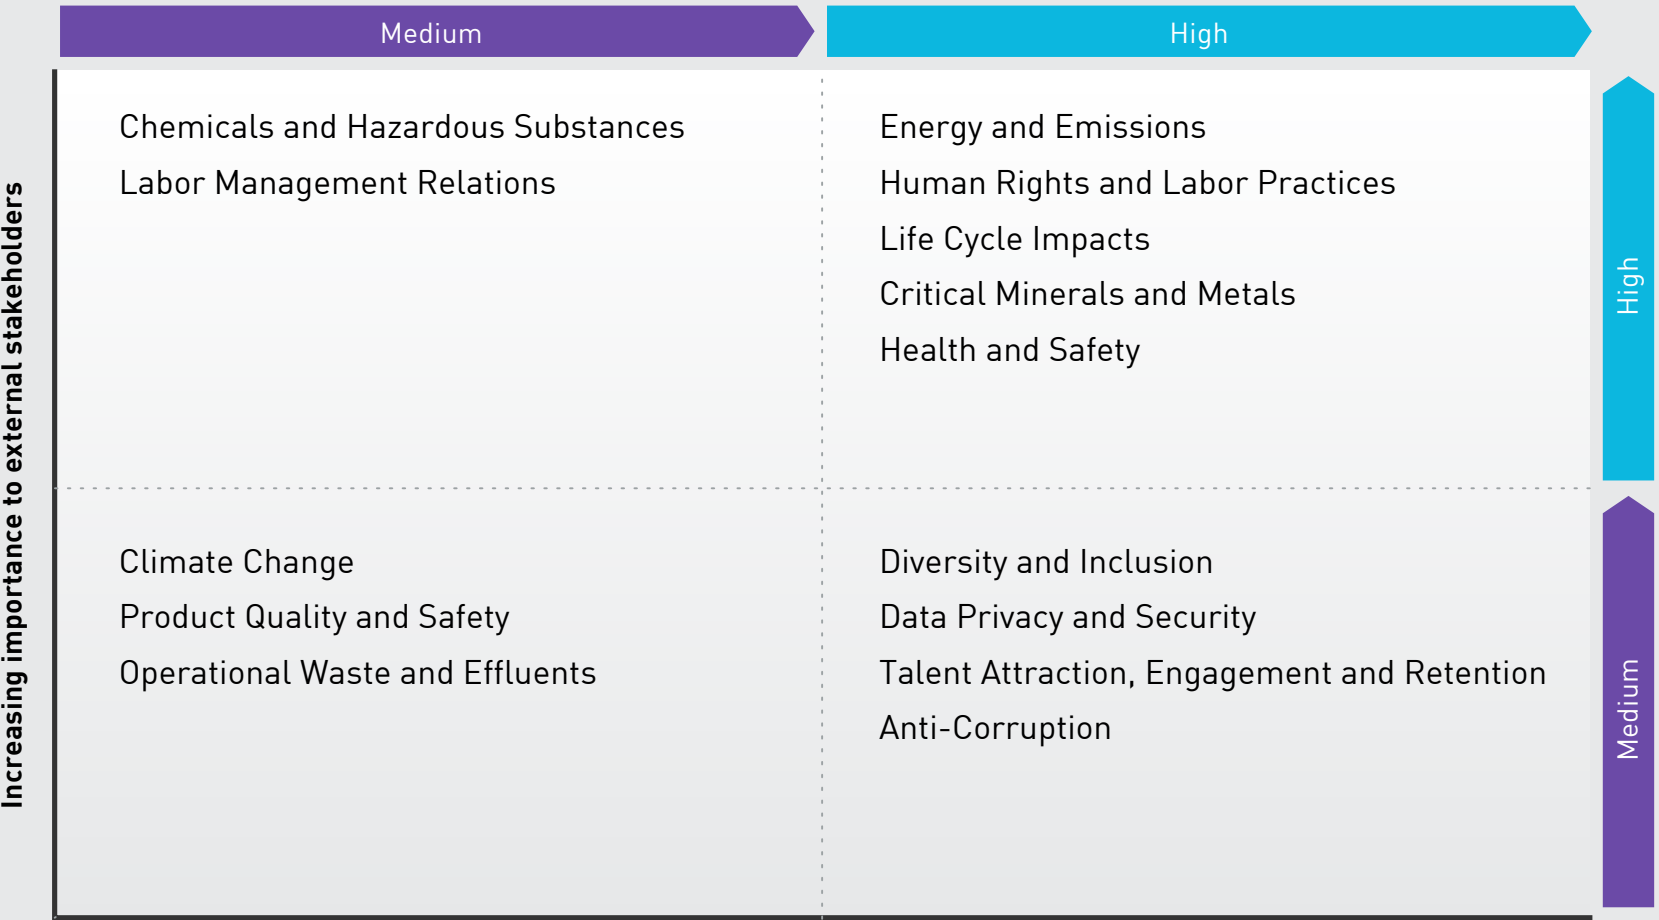 Medium
High
Increasing importance to external stakeholders
Chemicals and Hazardous Substances
Labor Management Relations
Energy and Emissions
Human Rights and Labor Practices
Life Cycle Impacts
Critical Minerals and Metals
Health and Safety
High
Climate Change
Product Quality and Safety
Operational Waste and Effluents
Diversity and Inclusion
Data Privacy and Security
Talent Attraction, Engagement and Retention
Anti-Corruption
Medium